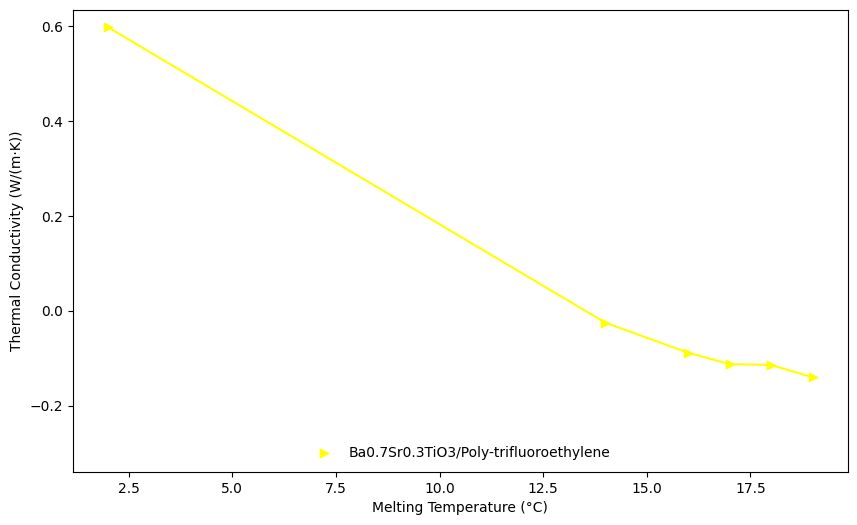 0.6
0.4
0.2
0.0
−0.2
Thermal Conductivity (W/(m·K))
Ba0.7Sr0.3TiO3/Poly-trifluoroethylene
2.5 5.0 7.5 10.0 12.5 15.0 17.5
Melting Temperature (°C)